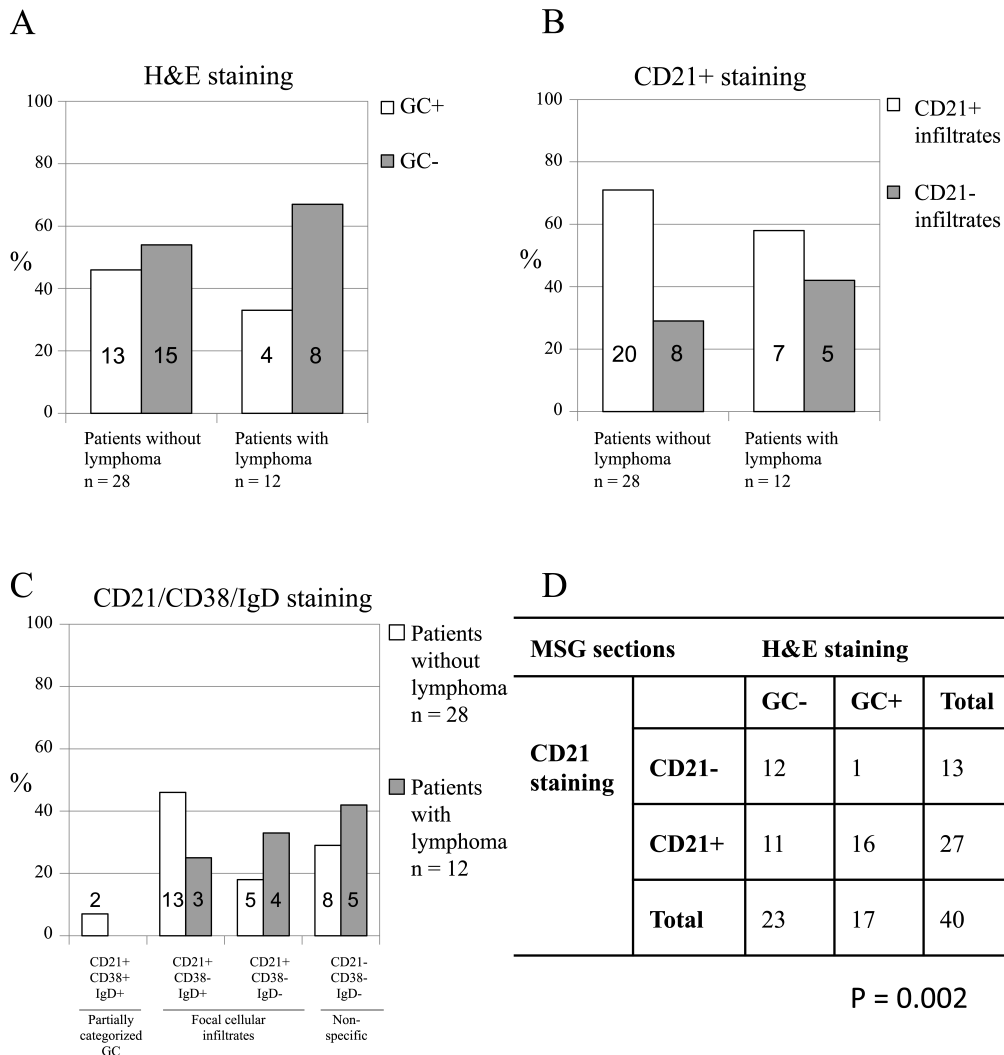 A
H&E staining
100
80
60
%
40
20
0
13
15
4
8
GC+
GC-
Patients without
lymphoma
n = 28
Patients with
lymphoma
n = 12
B
CD21+ staining
100
80
60
%
40
20
0
20
8
7
5
CD21+
infiltrates
CD21-
infiltrates
Patients without
lymphoma
n = 28
Patients with
lymphoma
n = 12
C
CD21/CD38/IgD staining
100
80
60
%
40
20
0
2
13
3
5
4
8
5
Patients
without
lymphoma
n = 28
Patients
with
lymphoma
n = 12
CD21+
CD38+
IgD+
CD21+
CD38-
IgD+
CD21+
CD38-
IgD-
CD21-
CD38-
IgD-
Partially
categorized
GC
Focal cellular
infiltrates
Non-
specific
D
MSG sections H&E staining
GC- GC+ Total
CD21
staining
CD21- 12 1 13
CD21+ 11 16 27
Total 23 17 40
P = 0.002